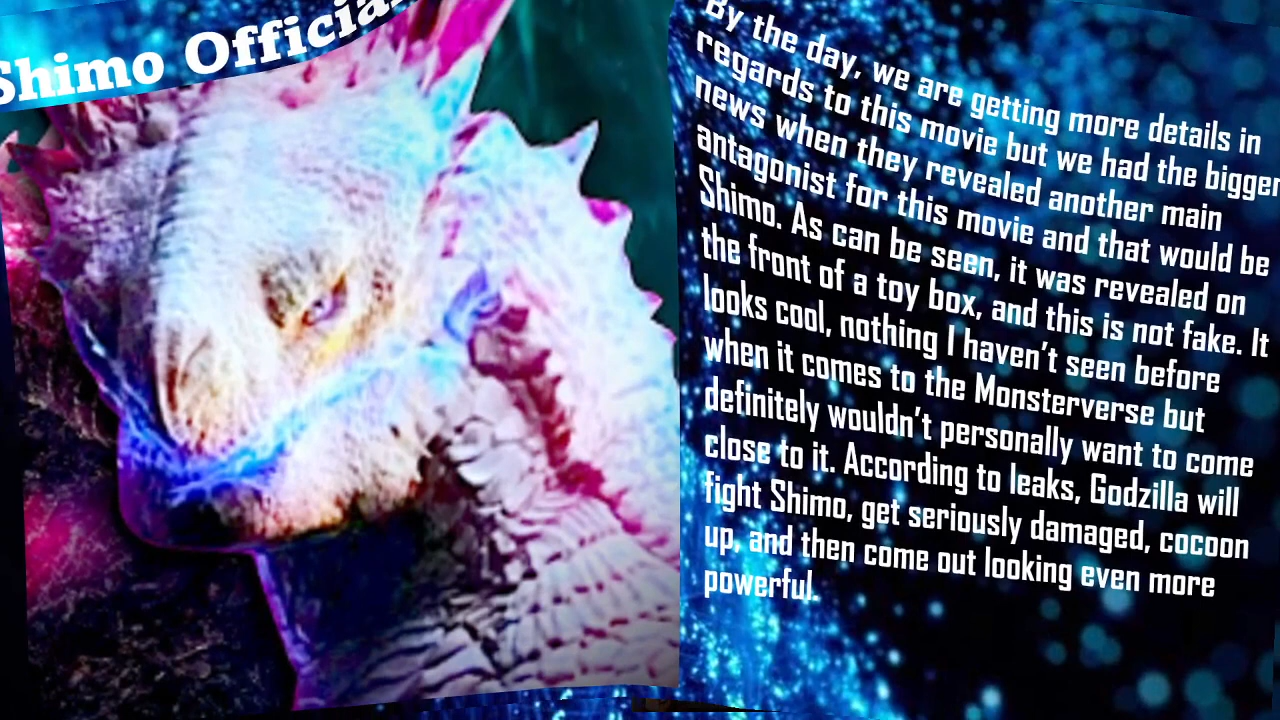 Shimo Official
By the day, we are getting more details in
regards to this movie but we had the bigger
news when they revealed another main
antagonist for this movie and that would be
Shimo. As can be seen, it was revealed on
the front of a toy box, and this is not fake. It
looks cool, nothing I haven't seen before
when it comes to the Monsterverse but
definitely wouldn't personally want to come
close to it. According to leaks, Godzilla will
fight Shimo, get seriously damaged, cocoon
up, and then come out looking even more
powerful.